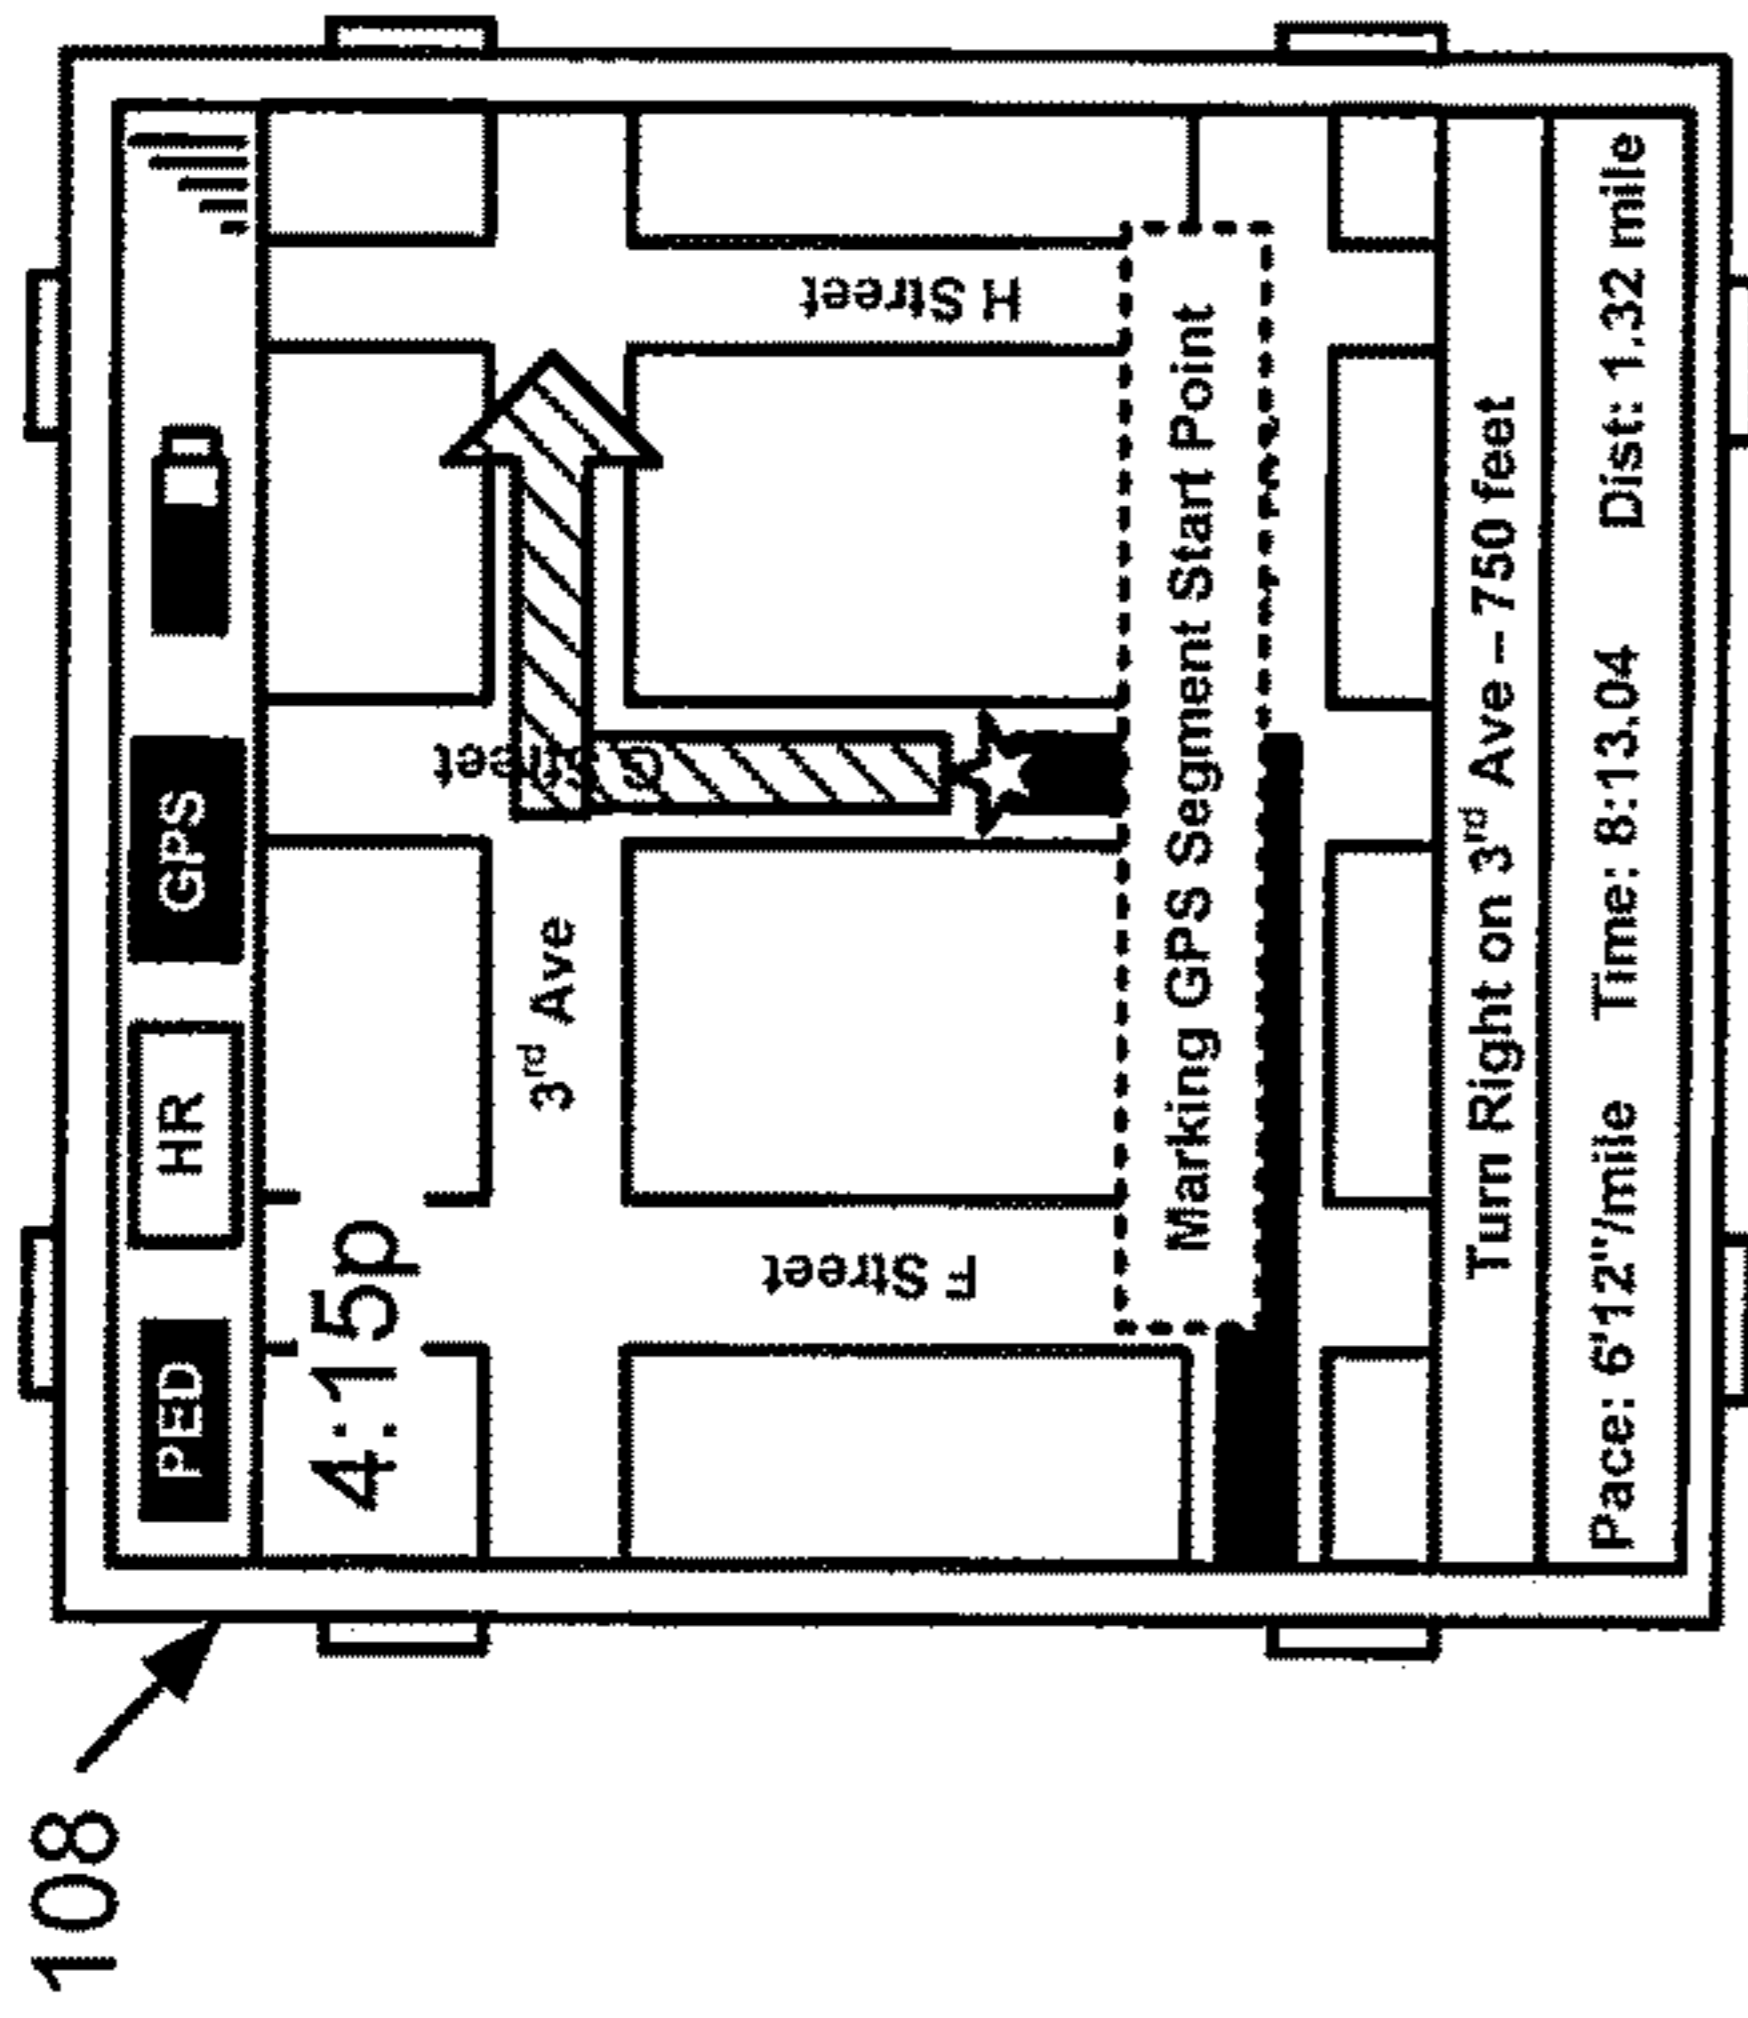 108
PED HR GPS
4:15p
3rd Ave
F Street
G Street
H Street
Marking GPS Segment Start Point
Turn Right on 3rd Ave – 750 feet
Pace: 6'12"/mile Time: 8:13.04 Dist: 1.32 mile